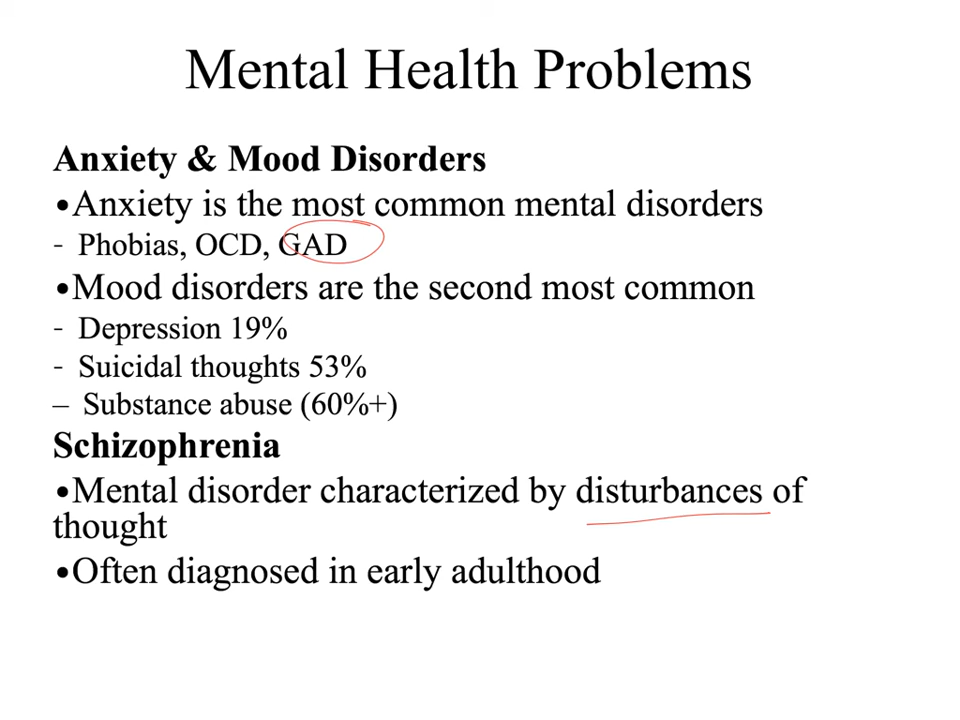 Mental Health Problems
Anxiety & Mood Disorders
•Anxiety is the most common mental disorders
- Phobias, OCD, GAD
•Mood disorders are the second most common
- Depression 19%
- Suicidal thoughts 53%
– Substance abuse (60%+)
Schizophrenia
•Mental disorder characterized by disturbances of
thought
•Often diagnosed in early adulthood